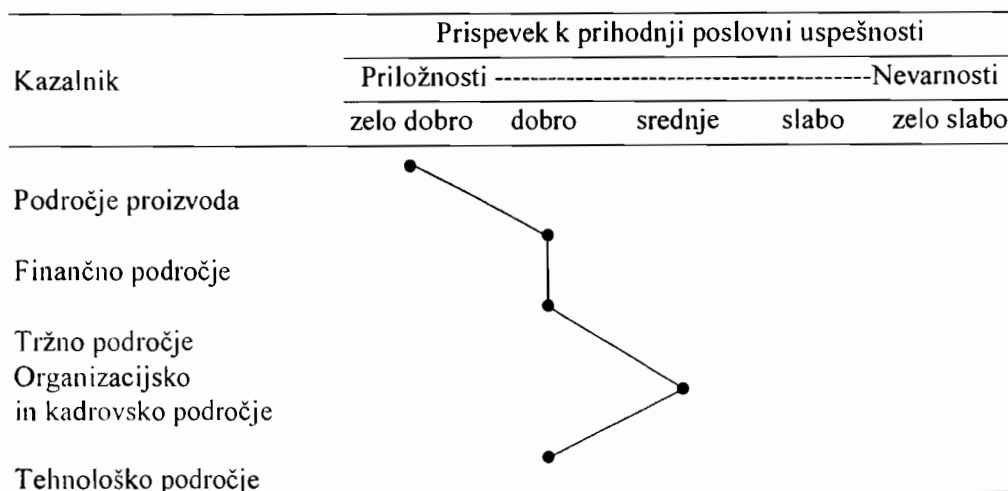 Prispevek k prihodnji poslovni uspešnosti
Kazalnik
Priložnosti ------------------------------------------Nevarnosti
zelo dobro dobro srednje slabo zelo slabo
Področje proizvoda
Finančno področje
Tržno področje
Organizacijsko
in kadrovsko področje
Tehnološko področje